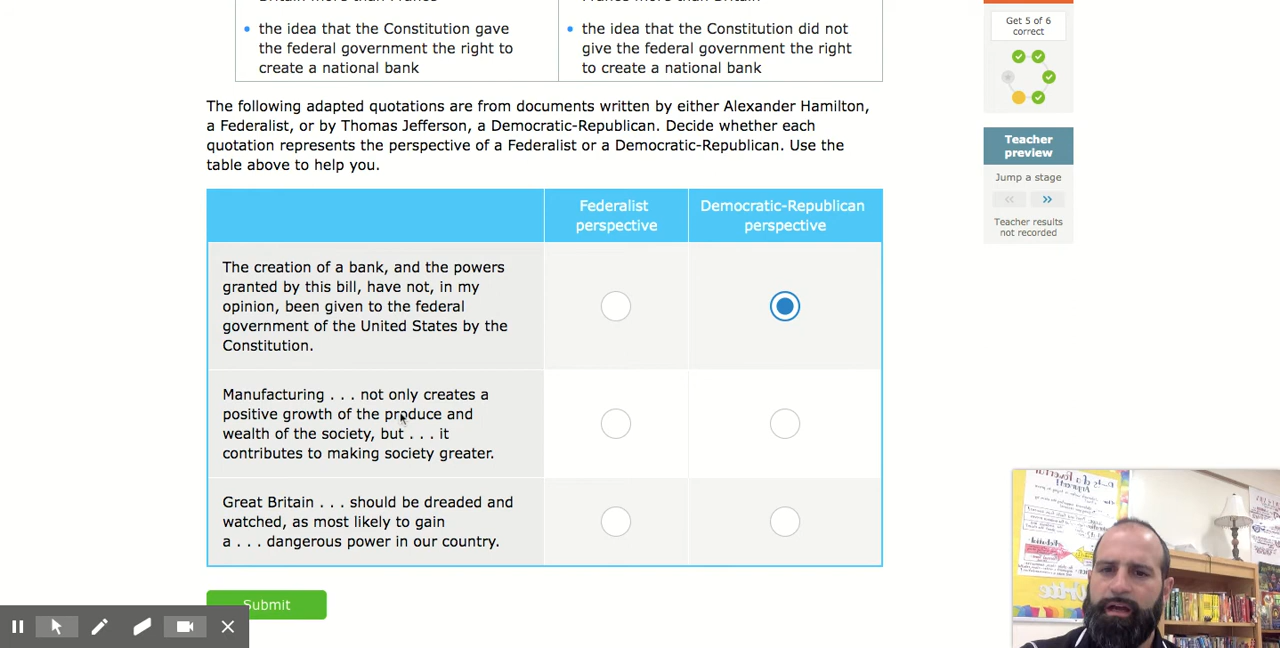 the idea that the Constitution gave
the federal government the right to
create a national bank
the idea that the Constitution did not
give the federal government the right
to create a national bank
The following adapted quotations are from documents written by either Alexander Hamilton,
a Federalist, or by Thomas Jefferson, a Democratic-Republican. Decide whether each
quotation represents the perspective of a Federalist or a Democratic-Republican. Use the
table above to help you.
Federalist
perspective
Democratic-Republican
perspective
The creation of a bank, and the powers
granted by this bill, have not, in my
opinion, been given to the federal
government of the United States by the
Constitution.
Manufacturing . . . not only creates a
positive growth of the produce and
wealth of the society, but . . . it
contributes to making society greater.
Great Britain . . . should be dreaded and
watched, as most likely to gain
a . . . dangerous power in our country.
Submit
Get 5 of 6
correct
Teacher
preview
Jump a stage
Teacher results
not recorded